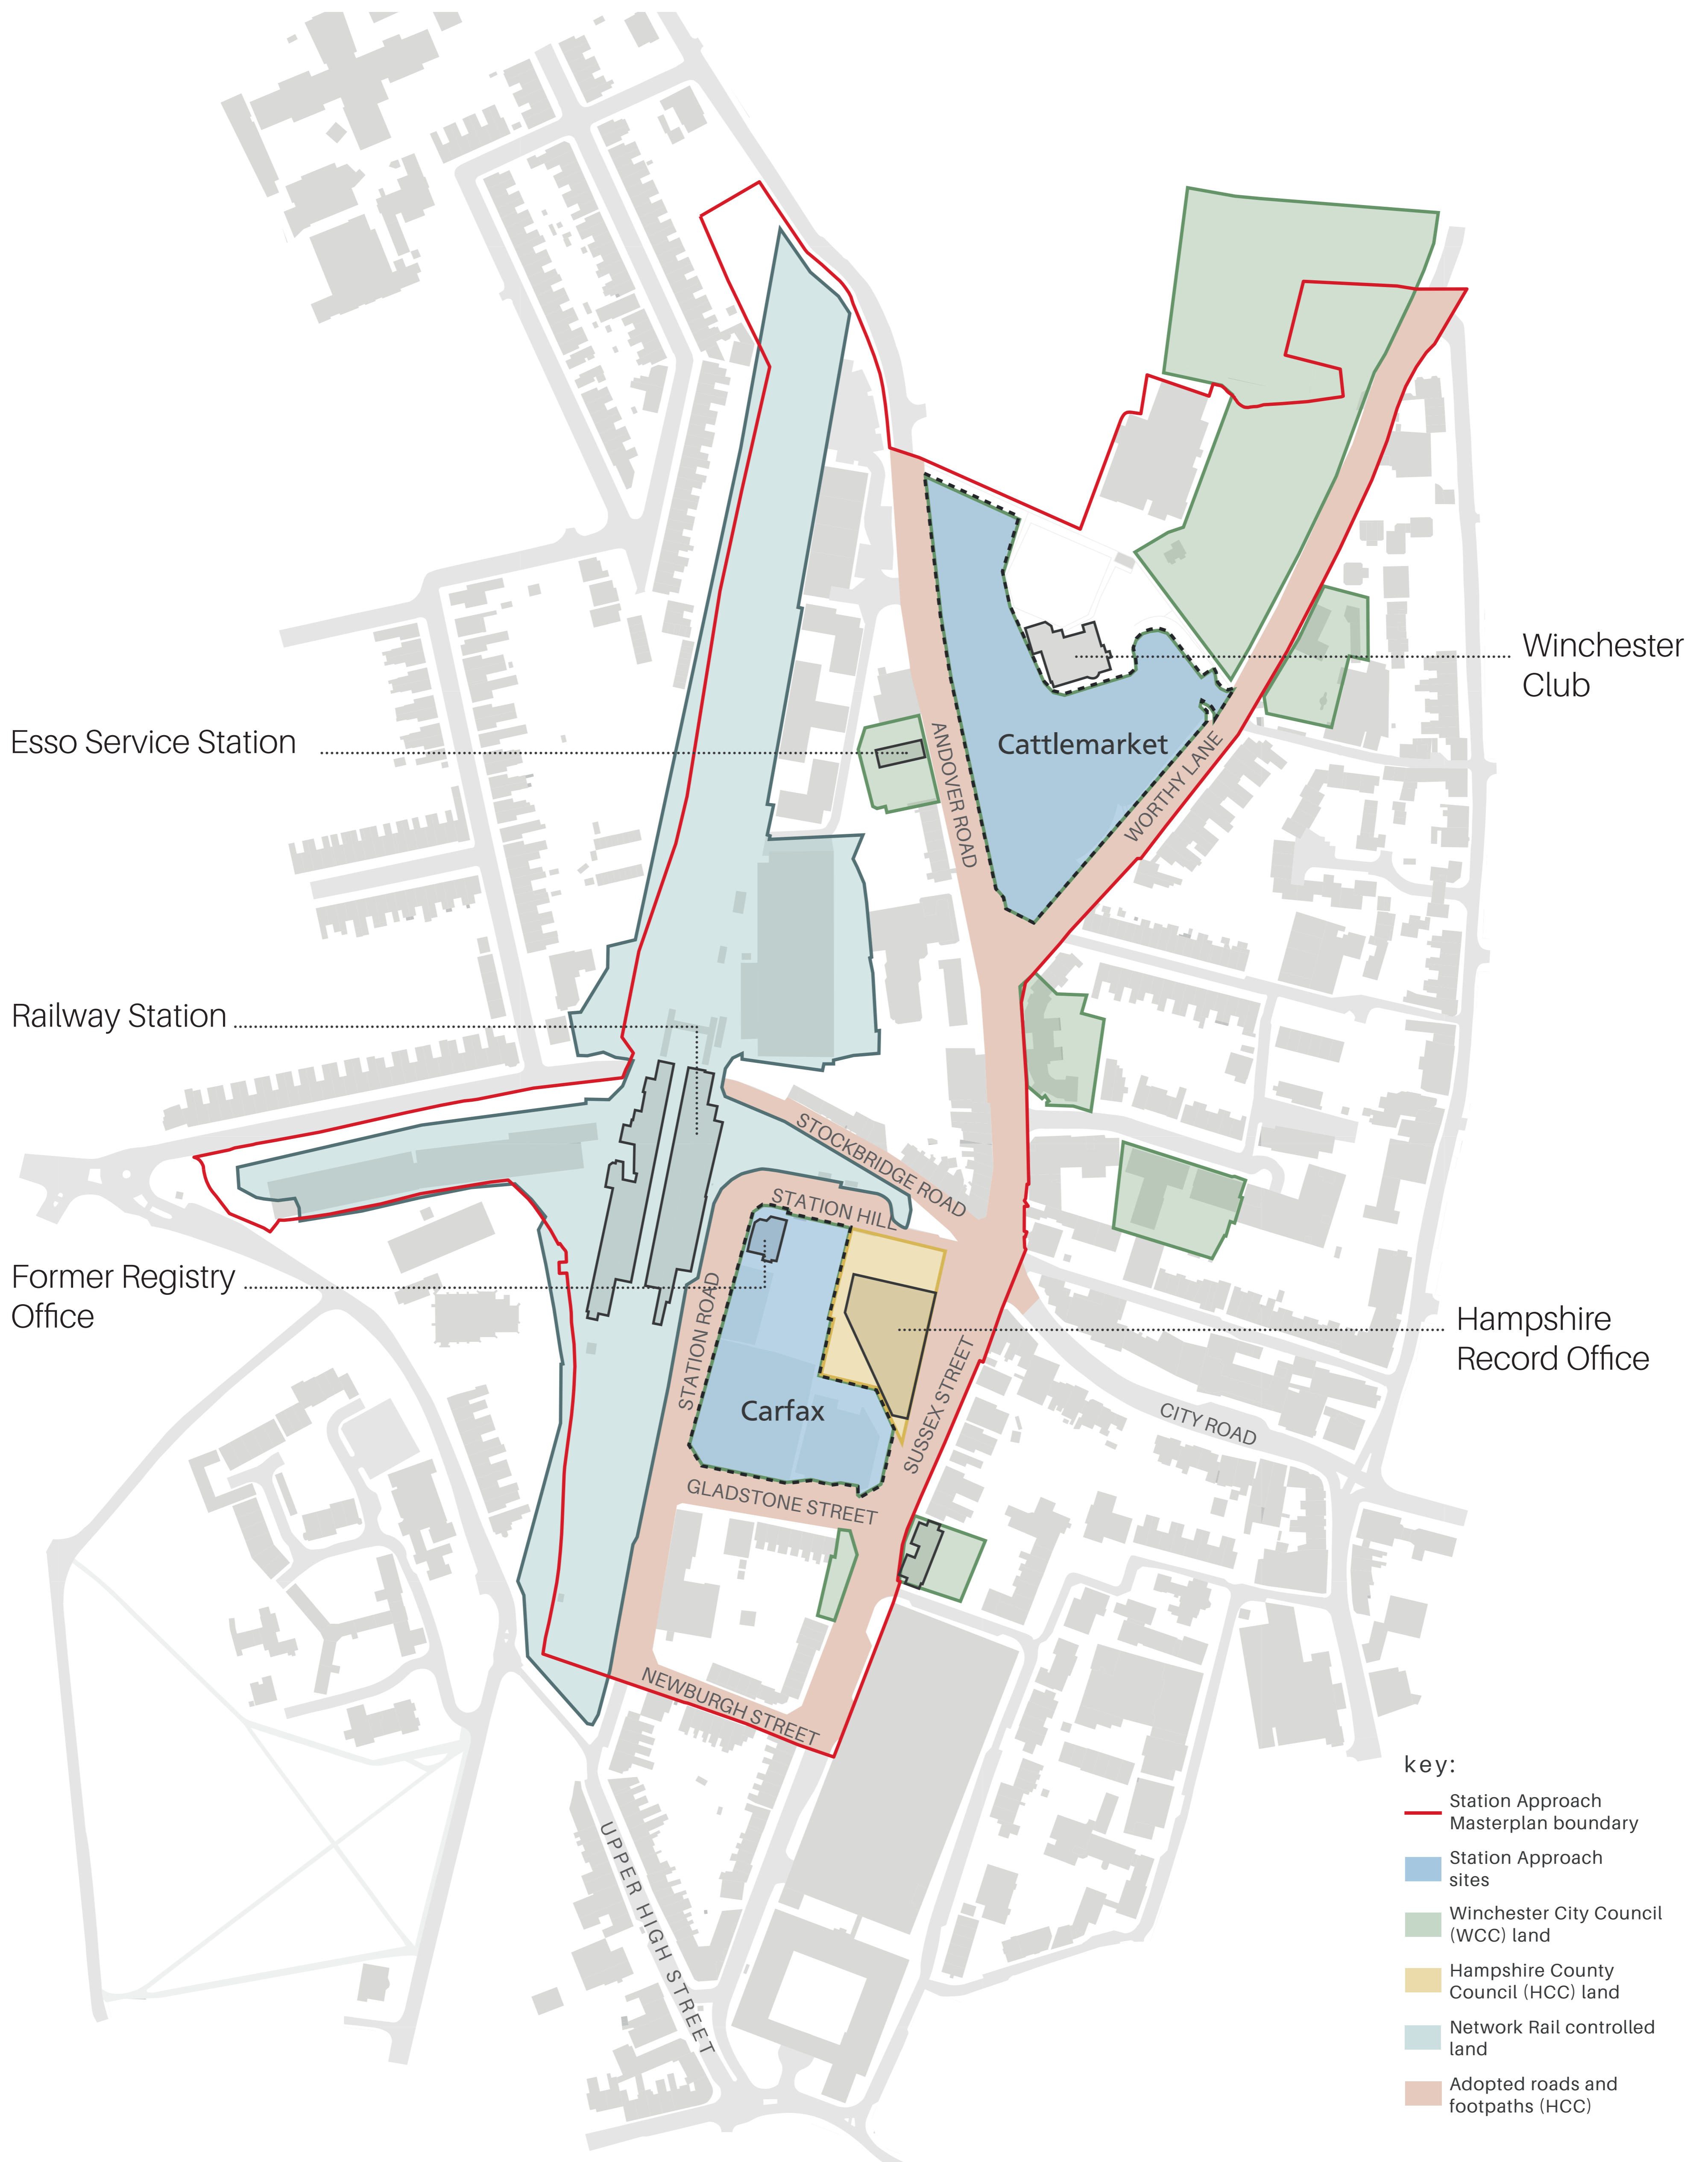 Winchester
Club
Esso Service Station
ANDOVER ROAD
Cattlemarket
WORTHY LANE
Railway Station
STOCKBRIDGE ROAD
STATION HILL
Former Registry
Office
STATION ROAD
Hampshire
Record Office
SUSSEX STREET
Carfax
CITY ROAD
GLADSTONE STREET
NEWBURGH STREET
UPPER HIGH STREET
key:
Station Approach
Masterplan boundary
Station Approach
sites
Winchester City Council
(WCC) land
Hampshire County
Council (HCC) land
Network Rail controlled
land
Adopted roads and
footpaths (HCC)